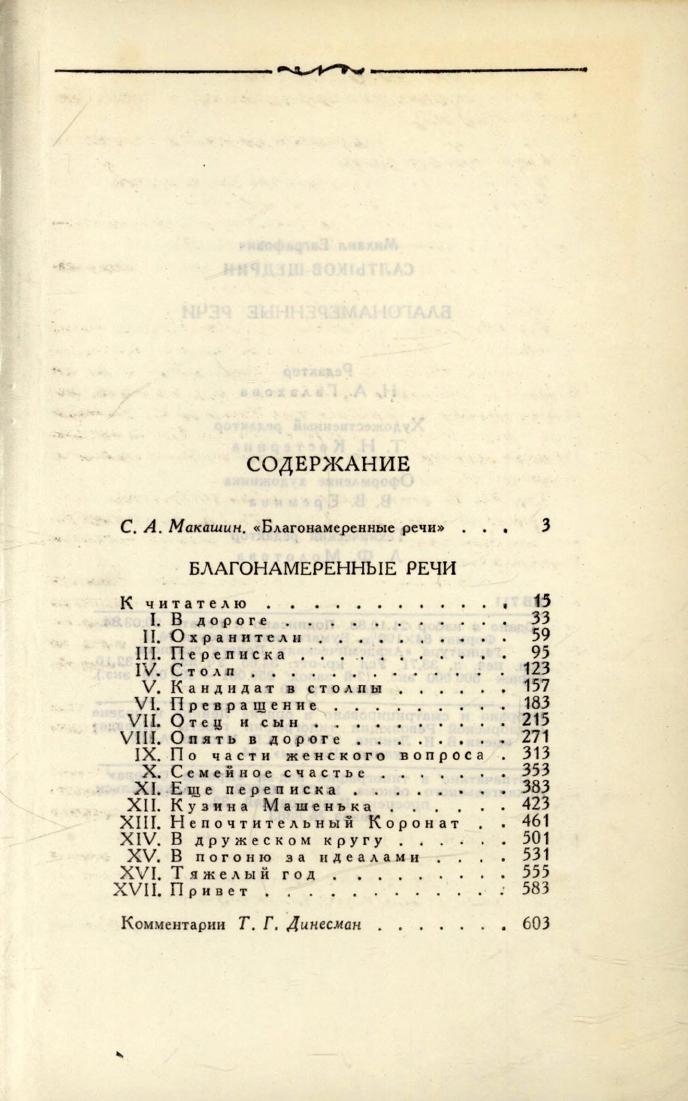 СОДЕРЖАНИЕ
С. А. Макашин. «Благонамеренные речи» . . . 3
БЛАГОНАМЕРЕННЫЕ РЕЧИ
К читателю . . . . . . . . . . . . 15
I. В дороге . . . . . . . . . . . . 33
II. Охранители . . . . . . . . . . 59
III. Переписка . . . . . . . . . . 95
IV. Столп . . . . . . . . . . . . . 123
V. Кандидат в столпы . . . . . . 157
VI. Превращение . . . . . . . . . 183
VII. Отец и сын . . . . . . . . . . 215
VIII. Опять в дороге . . . . . . . . 271
IX. По части женского вопроса . 313
X. Семейное счастье . . . . . . . 353
XI. Еще переписка . . . . . . . . 383
XII. Кузина Машенька . . . . . . 423
XIII. Непочтительный Коронат . . 461
XIV. В дружеском кругу . . . . . . 501
XV. В погоню за идеалами . . . . 531
XVI. Тяжелый год . . . . . . . . . 555
XVII. Привет . . . . . . . . . . . . 583
Комментарии Т. Г. Динесман . . . . . . . 603